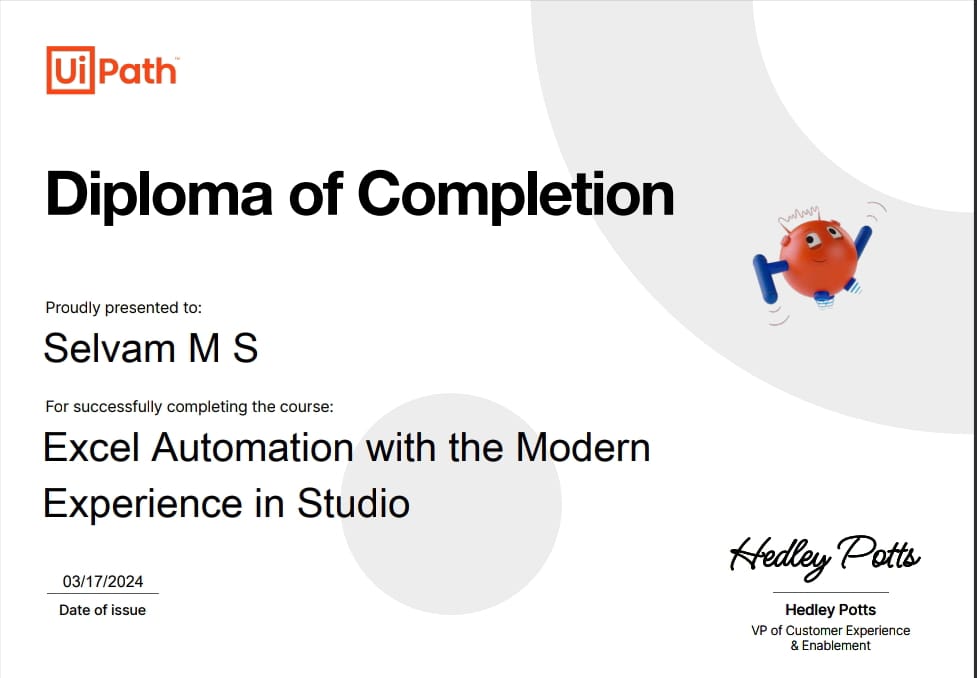 UiPath™
Diploma of Completion
Proudly presented to:
Selvam M S
For successfully completing the course:
Excel Automation with the Modern
Experience in Studio
03/17/2024
Date of issue
Hedley Potts
Hedley Potts
VP of Customer Experience
& Enablement